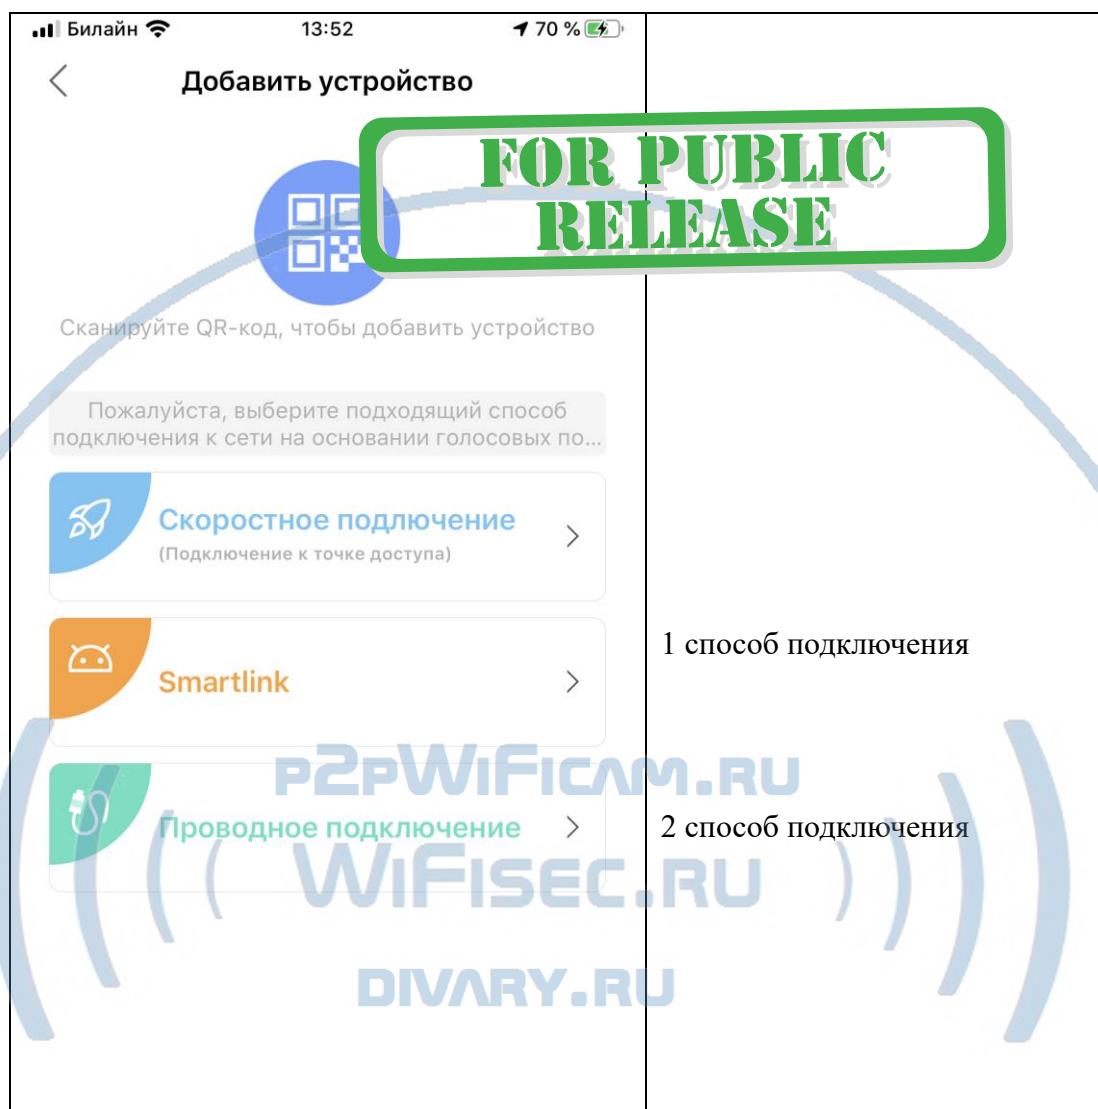 Билайн 13:52 70 %
Добавить устройство
FOR PUBLIC
RELEASE
Сканируйте QR-код, чтобы добавить устройство
Пожалуйста, выберите подходящий способ
подключения к сети на основании голосовых по...
Скоростное подлючение
(Подключение к точке доступа)
1 способ подключения
Smartlink
P2PWIFICAM.RU
Проводное подключение
2 способ подключения
WIFISEC.RU
DIVARY.RU